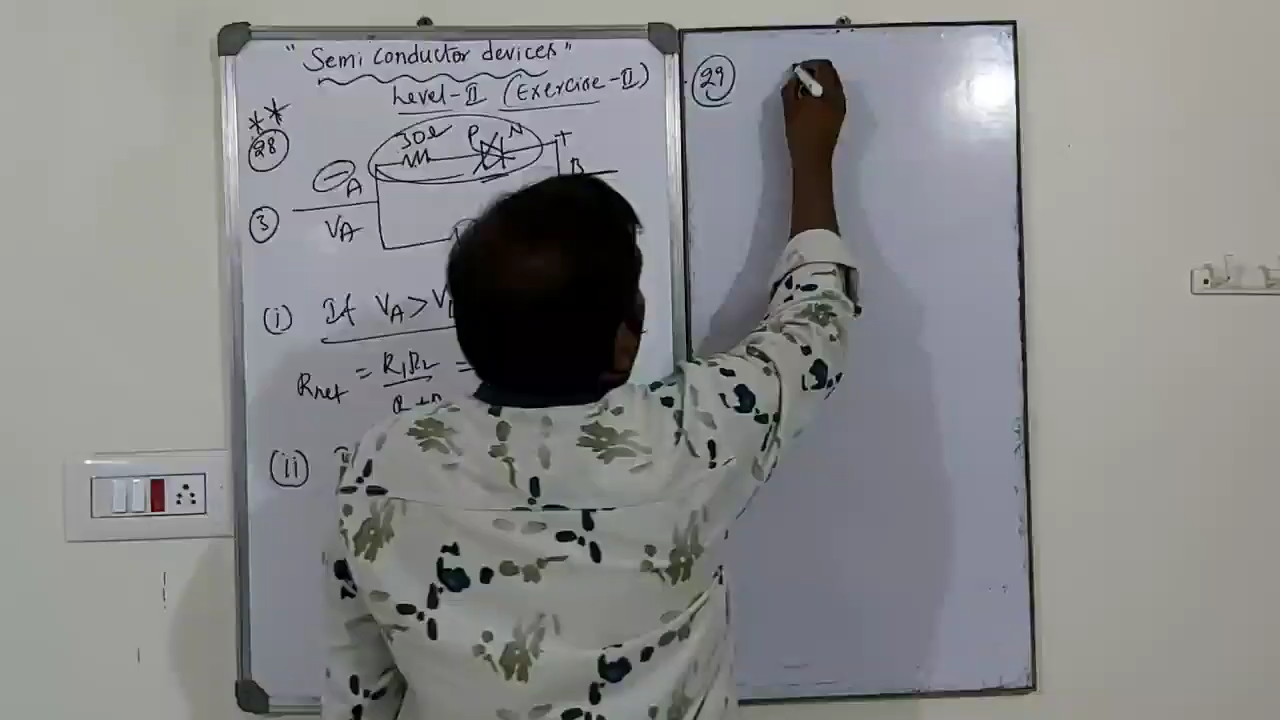 "Semi conductor devices"
Level-II (Exercise-II)
**
28
30Ω P N +
A B
3
VA
(i) If VA > V
Rnet = R1R2 =
(ii)
29